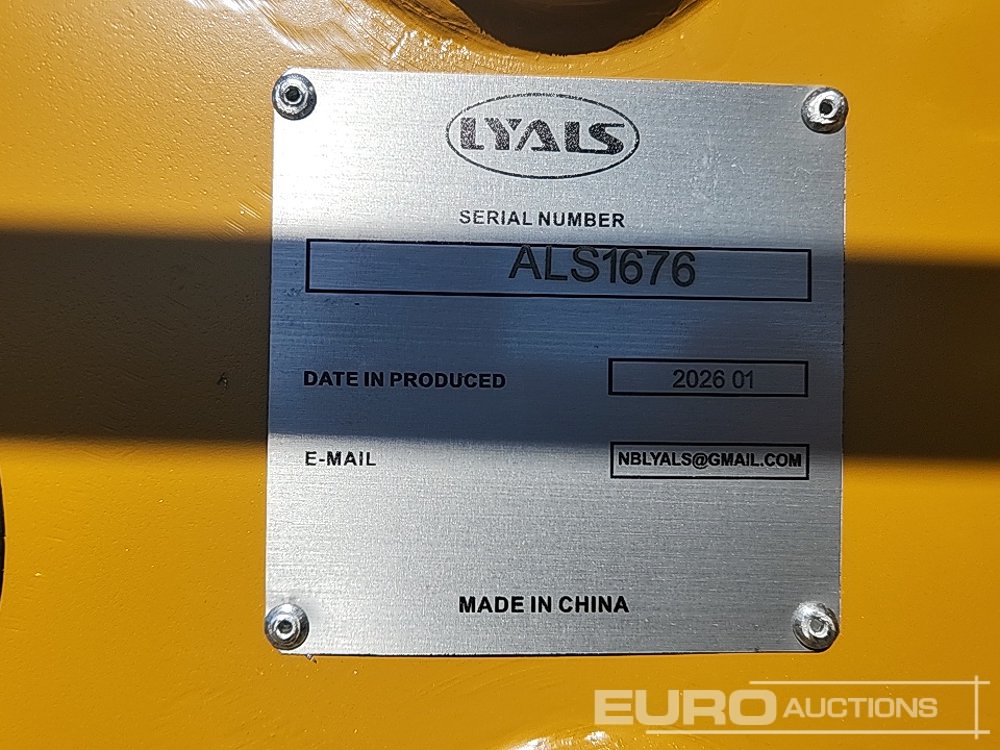 LYALS
SERIAL NUMBER
ALS1676
DATE IN PRODUCED 2026 01
E-MAIL NBLYALS@GMAIL.COM
MADE IN CHINA
EURO AUCTIONS